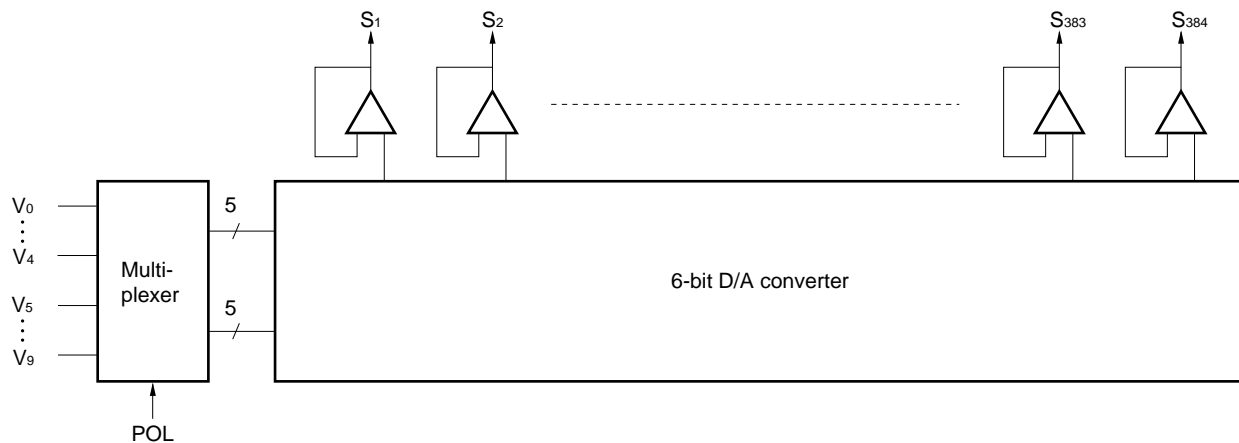 S1 S2 S383 S384
V0
5
V4
Multi-
plexer
6-bit D/A converter
V5
5
V9
POL